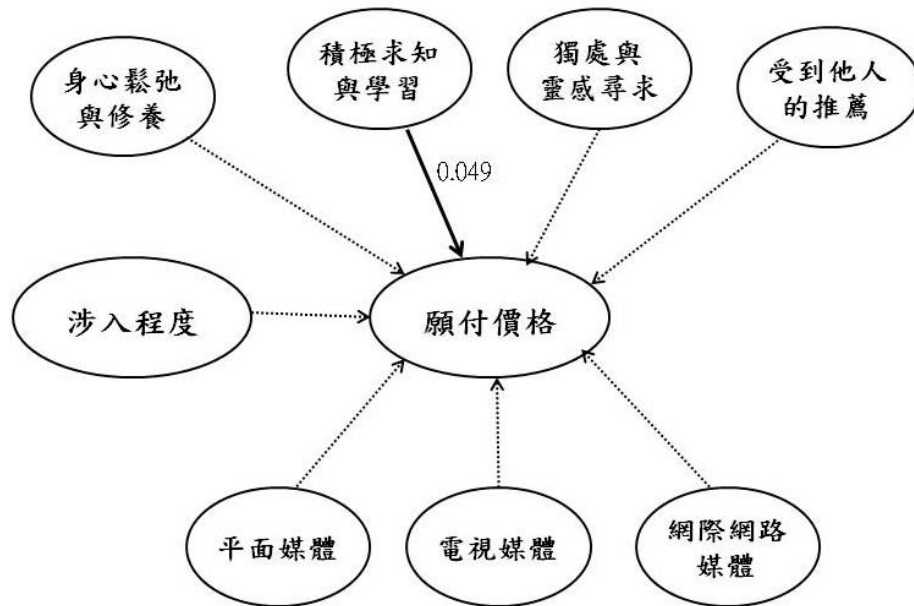 身心鬆弛
與修養
積極求知
與學習
獨處與
靈感尋求
受到他人
的推薦
0.049
涉入程度
願付價格
平面媒體
電視媒體
網際網路
媒體